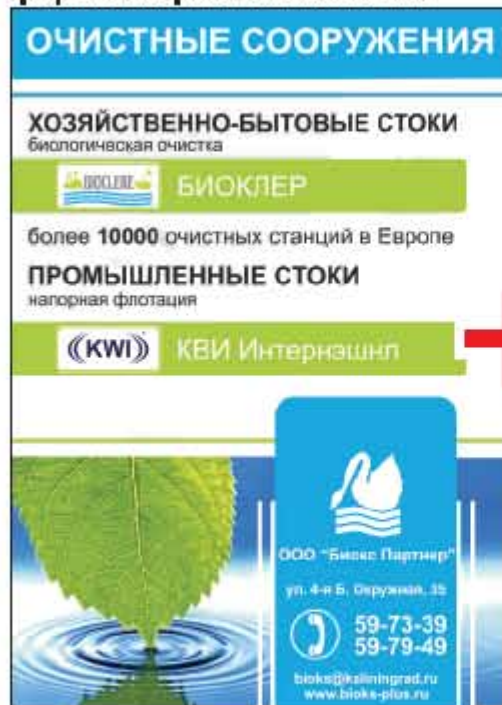 ОЧИСТНЫЕ СООРУЖЕНИЯ
ХОЗЯЙСТВЕННО-БЫТОВЫЕ СТОКИ
биологическая очистка
BIOCLERE
БИОКЛЕР
более 10000 очистных станций в Европе
ПРОМЫШЛЕННЫЕ СТОКИ
напорная флотация
((KWI))
КВИ Интернэшнл
ООО "Биокс Партнер"
ул. 4-я Б. Окружная, 35
59-73-39
59-79-49
bioks@kaliningrad.ru
www.bioks-plus.ru